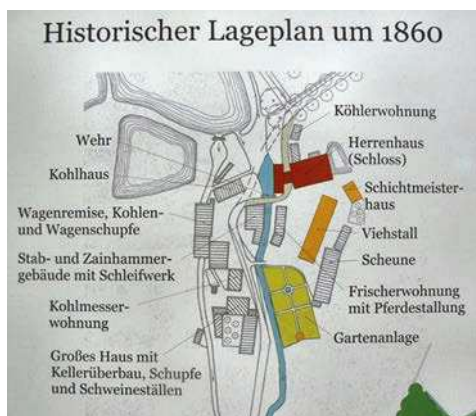 Historischer Lageplan um 1860
Köhlerwohnung
Wehr
Herrenhaus
(Schloss)
Kohlhaus
Schichtmeister-
haus
Wagenremise, Kohlen-
und Wagenschupfe
Viehstall
Stab- und Zainhammer-
gebäude mit Schleifwerk
Scheune
Kohlmesser-
wohnung
Frischerwohnung
mit Pferdestallung
Gartenanlage
Großes Haus mit
Kellerüberbau, Schupfe
und Schweineställen